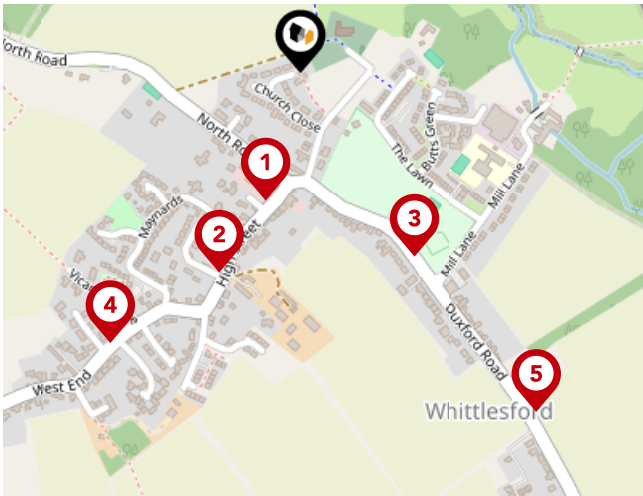 North Road
Church Close
North Ro
Butts Green
The Lawn
Mill Lane
1
Maynards
2
High Street
3
Mill Lane
4
West End
Duxford Road
5
Whittlesford